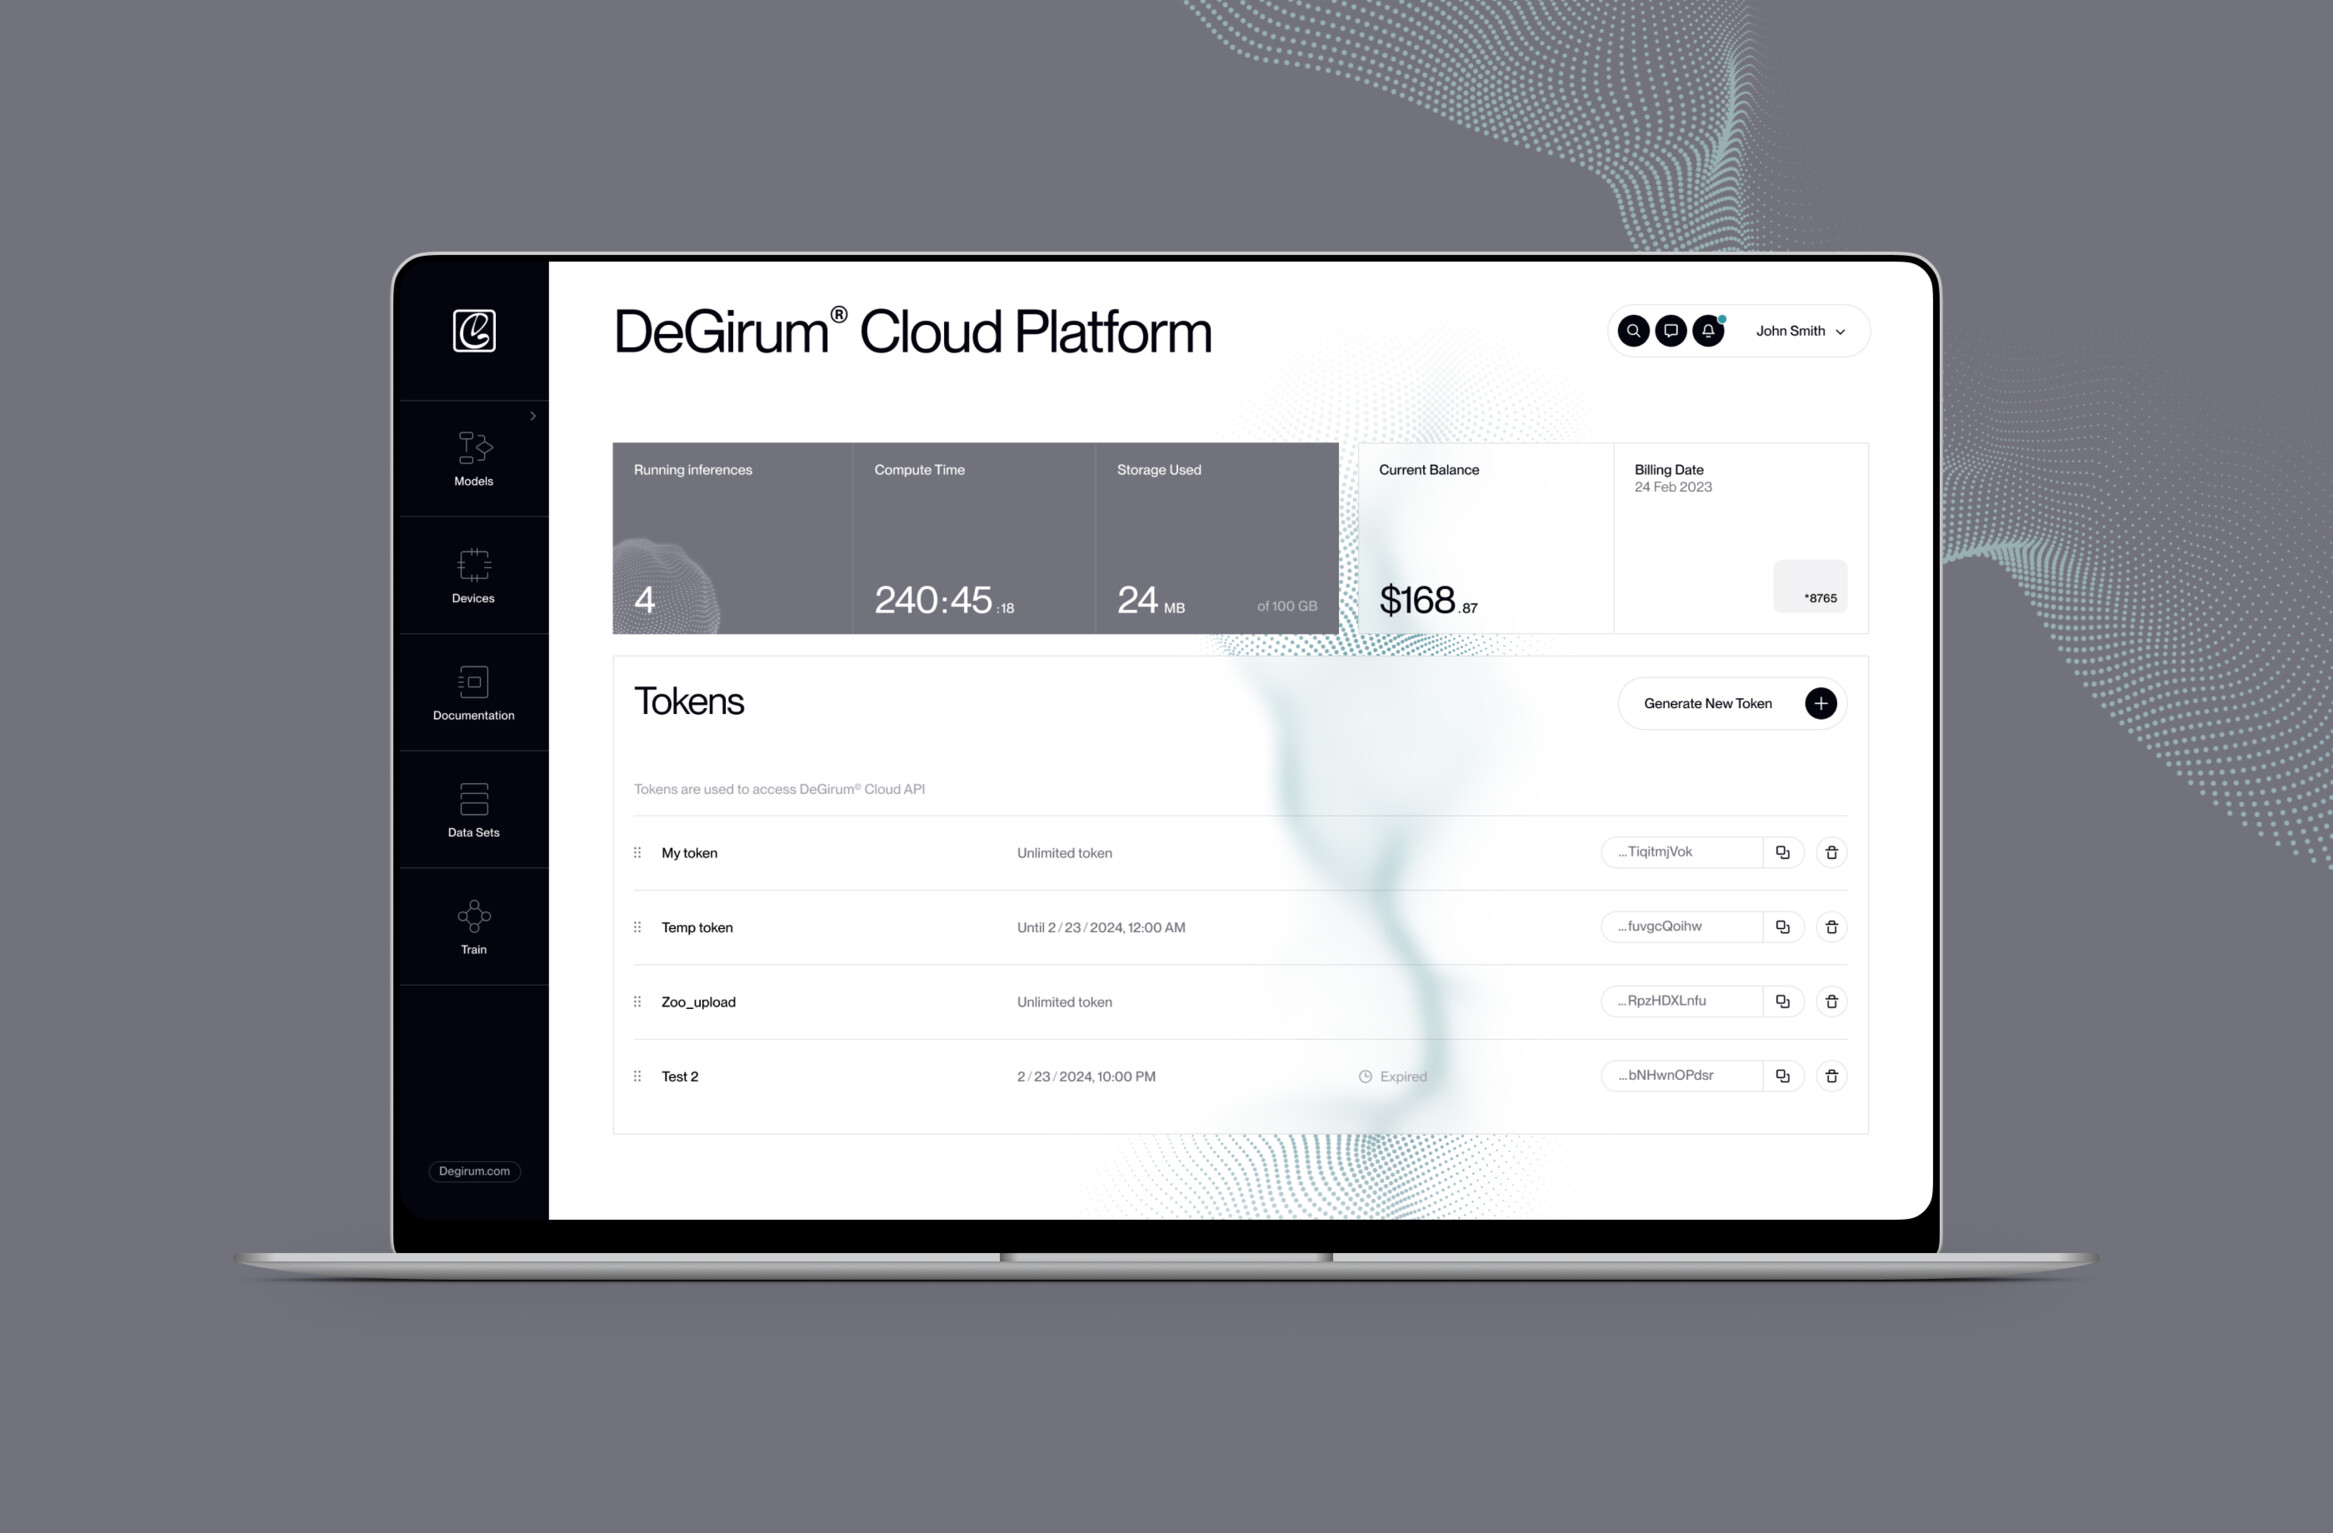 DeGirum® Cloud Platform
John Smith
Models
Devices
Documentation
Data Sets
Train
Degirum.com
Running inferences
4
Compute Time
240:45:18
Storage Used
24 MB
of 100 GB
Current Balance
$168.87
Billing Date
24 Feb 2023
*8765
Tokens
Generate New Token
Tokens are used to access DeGirum® Cloud API
My token Unlimited token ...TiqitmjVok
Temp token Until 2/23/2024, 12:00 AM ...fuvgcQoihw
Zoo_upload Unlimited token ...RpzHDXLnfu
Test 2 2/23/2024, 10:00 PM Expired ...bNHwnOPdsr